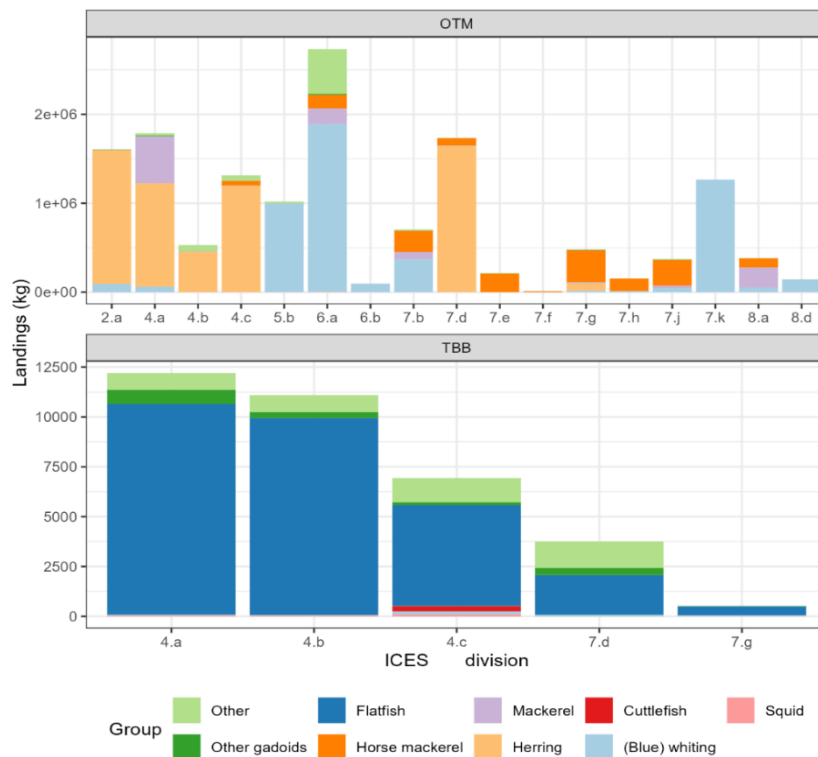 OTM
2e+06
1e+06
0e+00
2.a 4.a 4.b 4.c 5.b 6.a 6.b 7.b 7.d 7.e 7.f 7.g 7.h 7.j 7.k 8.a 8.d
Landings (kg)
TBB
12500
10000
7500
5000
2500
0
4.a 4.b 4.c 7.d 7.g
ICES division
Group
Other Flatfish Mackerel Cuttlefish Squid
Other gadoids Horse mackerel Herring (Blue) whiting